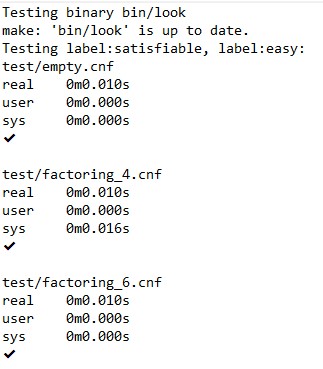 Testing binary bin/look
make: 'bin/look' is up to date.
Testing label:satisfiable, label:easy:
test/empty.cnf
real    0m0.010s
user    0m0.000s
sys     0m0.000s
✔
test/factoring_4.cnf
real    0m0.010s
user    0m0.000s
sys     0m0.016s
✔
test/factoring_6.cnf
real    0m0.010s
user    0m0.000s
sys     0m0.000s
✔